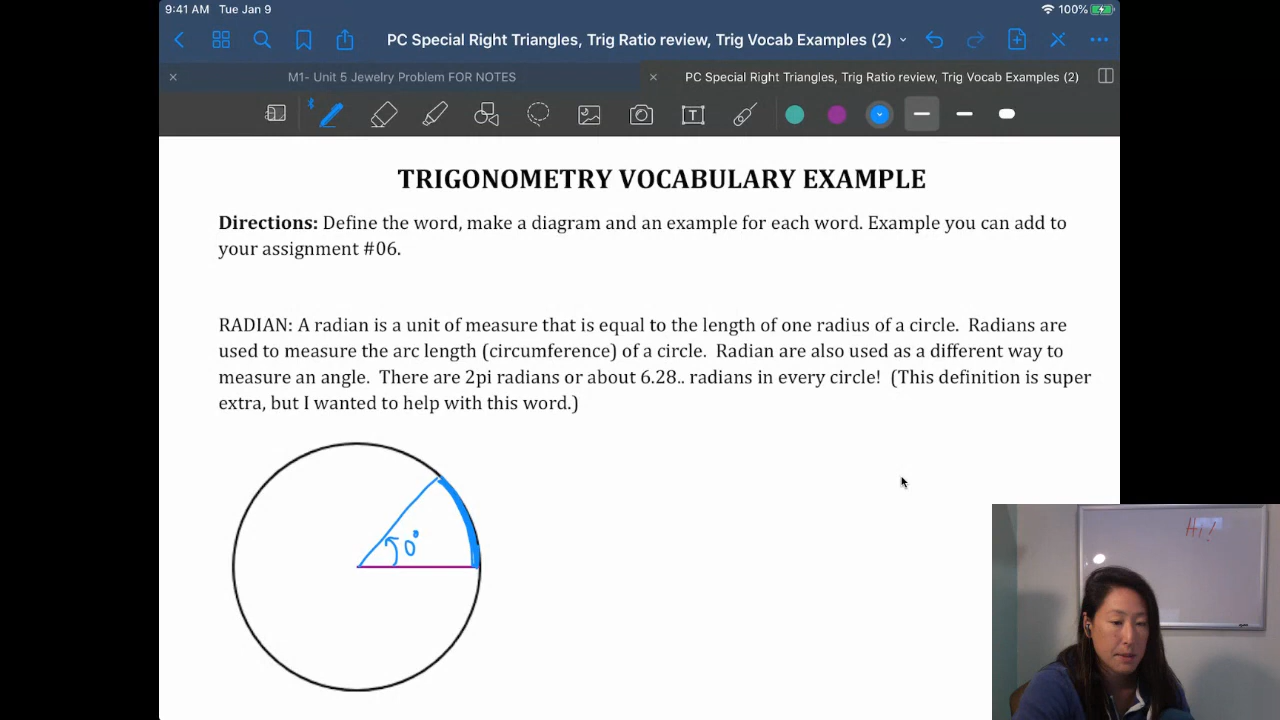 9:41 AM Tue Jan 9
100%
PC Special Right Triangles, Trig Ratio review, Trig Vocab Examples (2)
M1- Unit 5 Jewelry Problem FOR NOTES
PC Special Right Triangles, Trig Ratio review, Trig Vocab Examples (2)
T
TRIGONOMETRY VOCABULARY EXAMPLE
Directions: Define the word, make a diagram and an example for each word. Example you can add to
your assignment #06.
RADIAN: A radian is a unit of measure that is equal to the length of one radius of a circle. Radians are
used to measure the arc length (circumference) of a circle. Radian are also used as a different way to
measure an angle. There are 2pi radians or about 6.28.. radians in every circle! (This definition is super
extra, but I wanted to help with this word.)
0°
Hi!